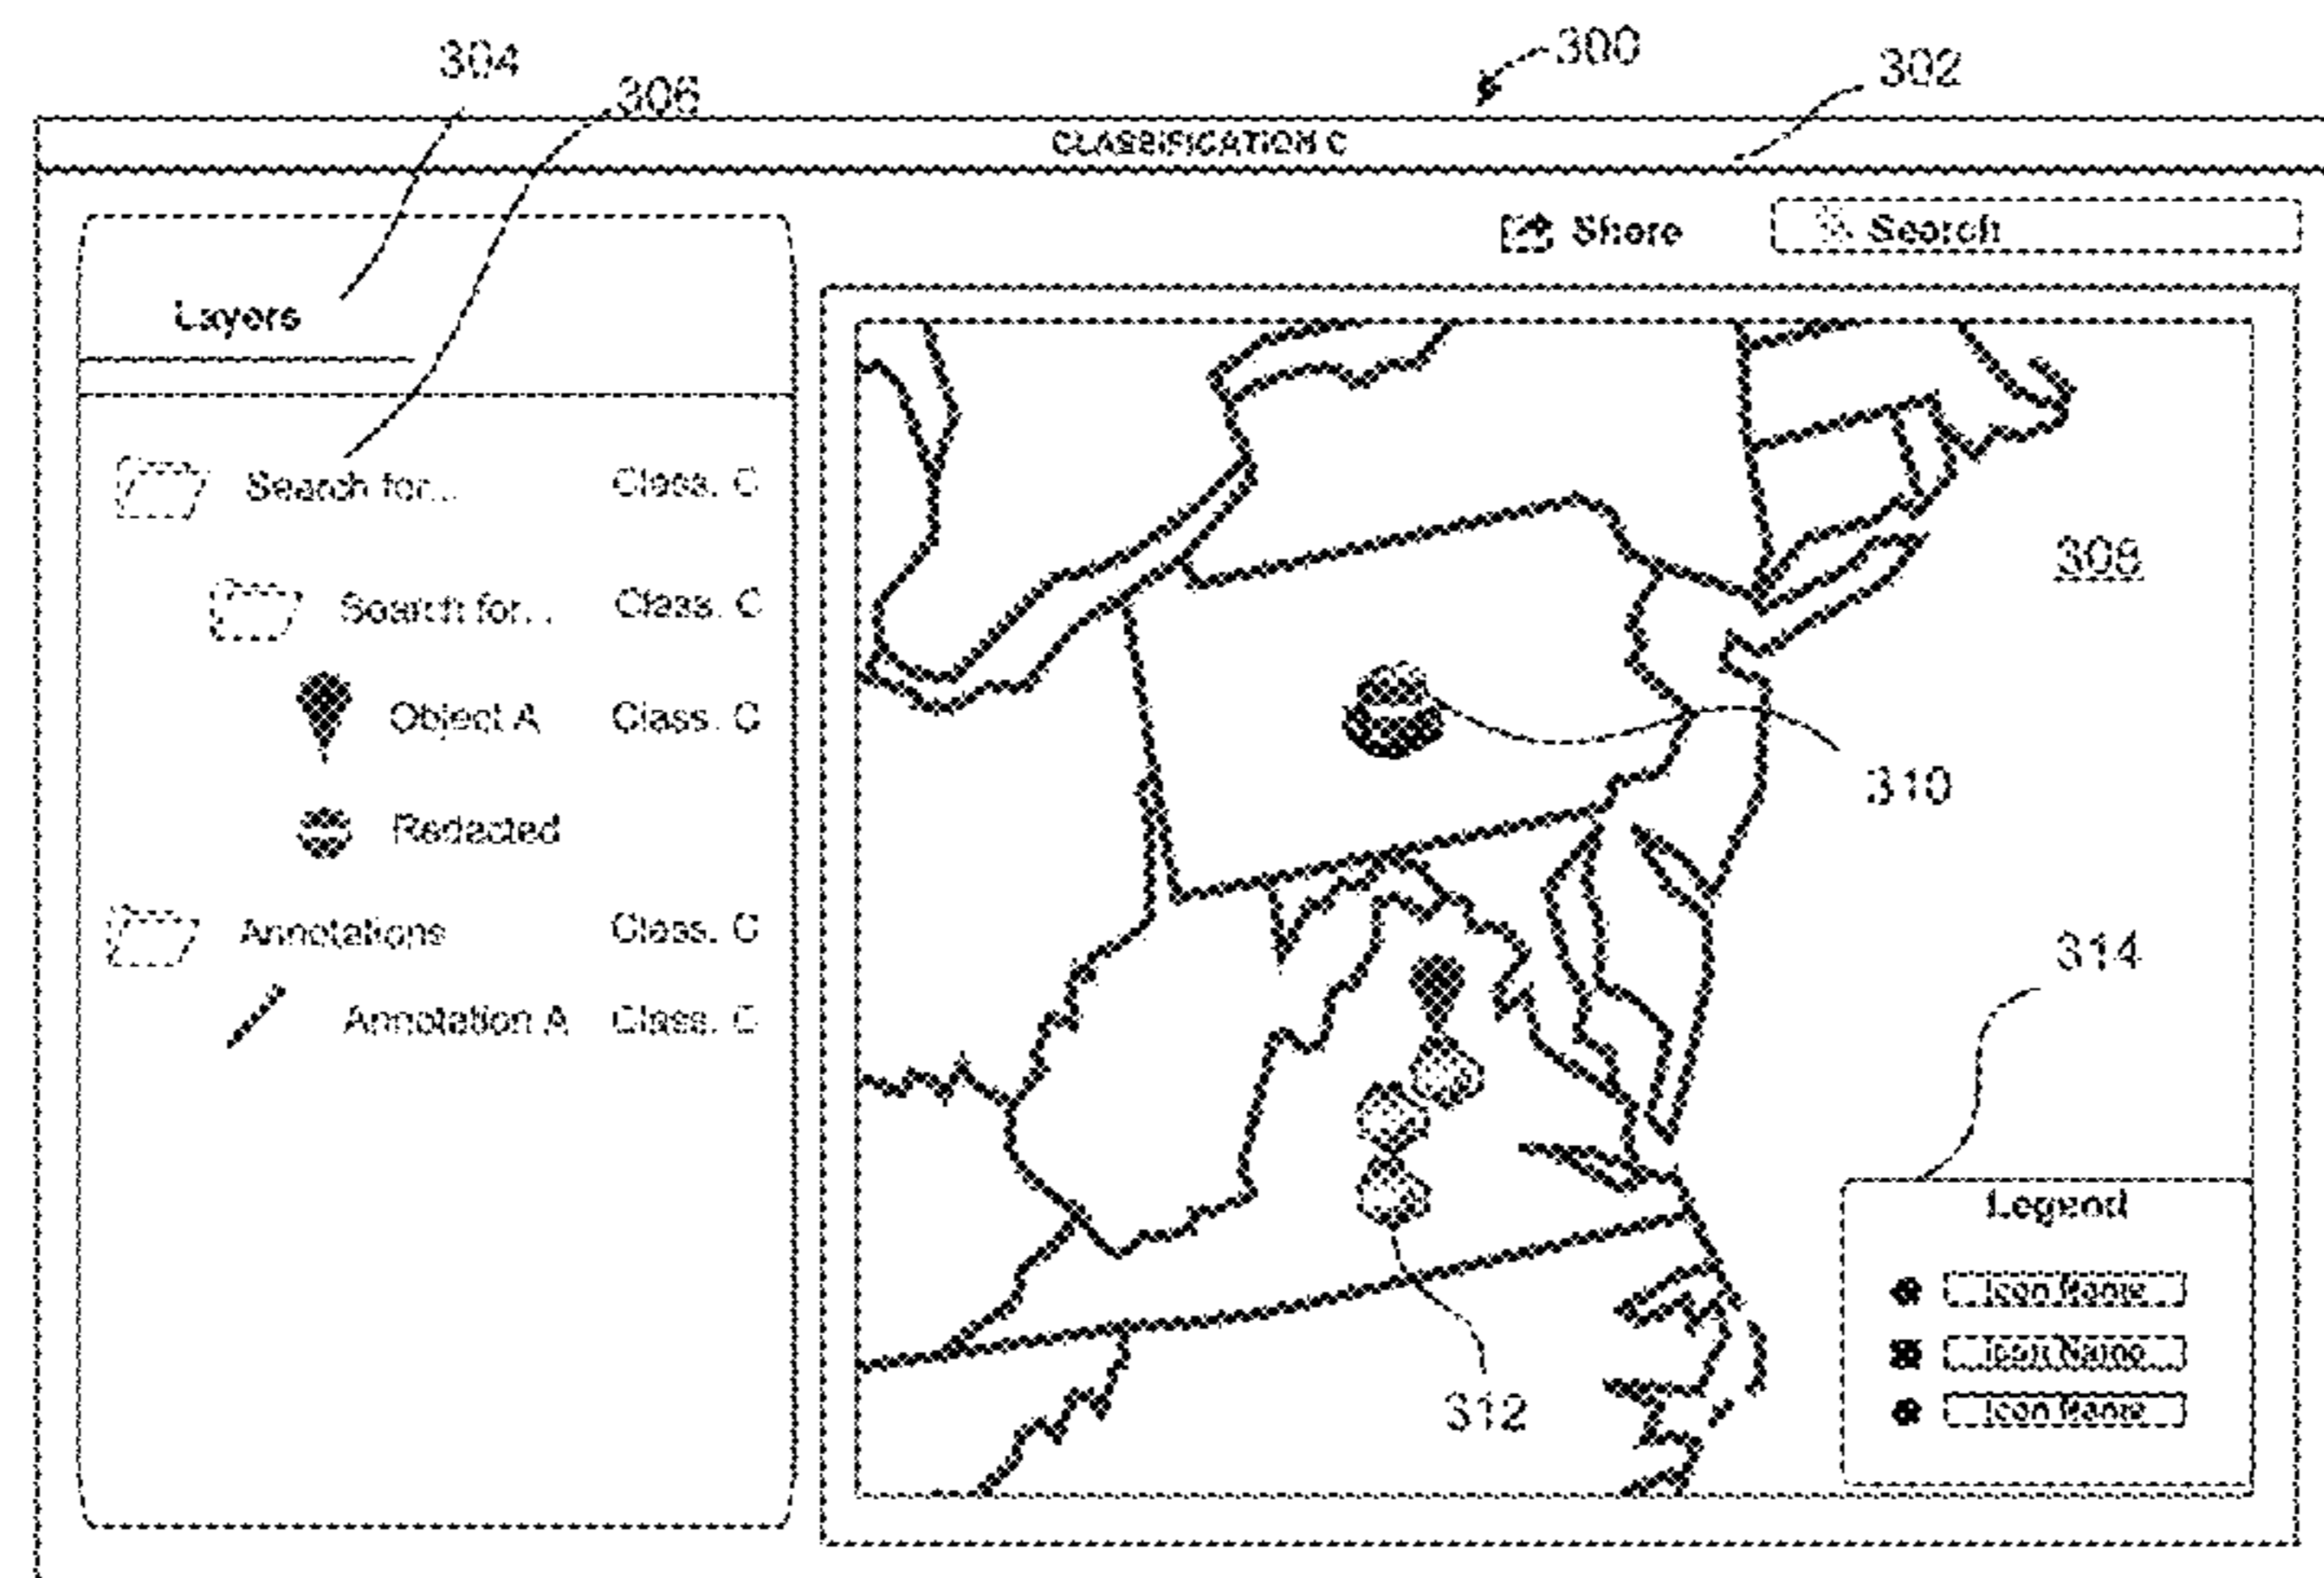 300
304
302
306
CLASSIFICATION C
Share
Search
Layers
Search for...
Class. C
308
Search for...
Class. C
Object A
Class. C
310
Redacted
Annotations
Class. C
314
Annotation A
Class. C
Legend
Icon Name
Icon Name
Icon Name
312